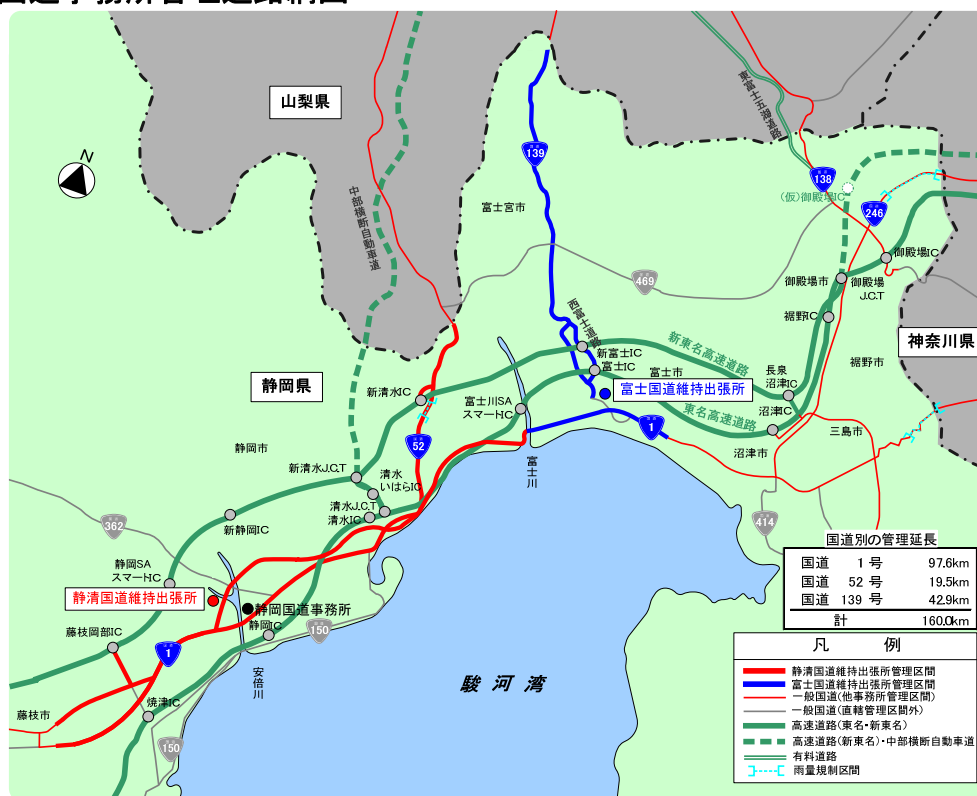 国道事務所管理道路網図
山梨県
N
中部横断自動車道
139
富士宮市
東富士五湖道路
138
(仮)御殿場IC
246
御殿場IC
御殿場市
御殿場
J.C.T
裾野IC
469
西富士道路
新東名高速道路
神奈川県
裾野市
長泉
沼津IC
新富士IC
富士IC
富士市
静岡県
新清水IC
富士川SA
スマートIC
富士国道維持出張所
東名高速道路
沼津IC
三島市
1
沼津市
52
静岡市
新清水J.C.T
清水
いはらIC
富士川
清水J.C.T
清水IC
362
新静岡IC
414
静岡SA
スマートIC
静清国道維持出張所
静岡国道事務所
静岡IC
150
藤枝岡部IC
1
安倍川
駿河湾
焼津IC
藤枝市
150
国道別の管理延長
国道 1 号 97.6km
国道 52 号 19.5km
国道 139 号 42.9km
計 160.0km
凡 例
静清国道維持出張所管理区間
富士国道維持出張所管理区間
一般国道(他事務所管理区間)
一般国道(直轄管理区間外)
高速道路(東名・新東名)
高速道路(新東名)・中部横断自動車道
有料道路
雨量規制区間